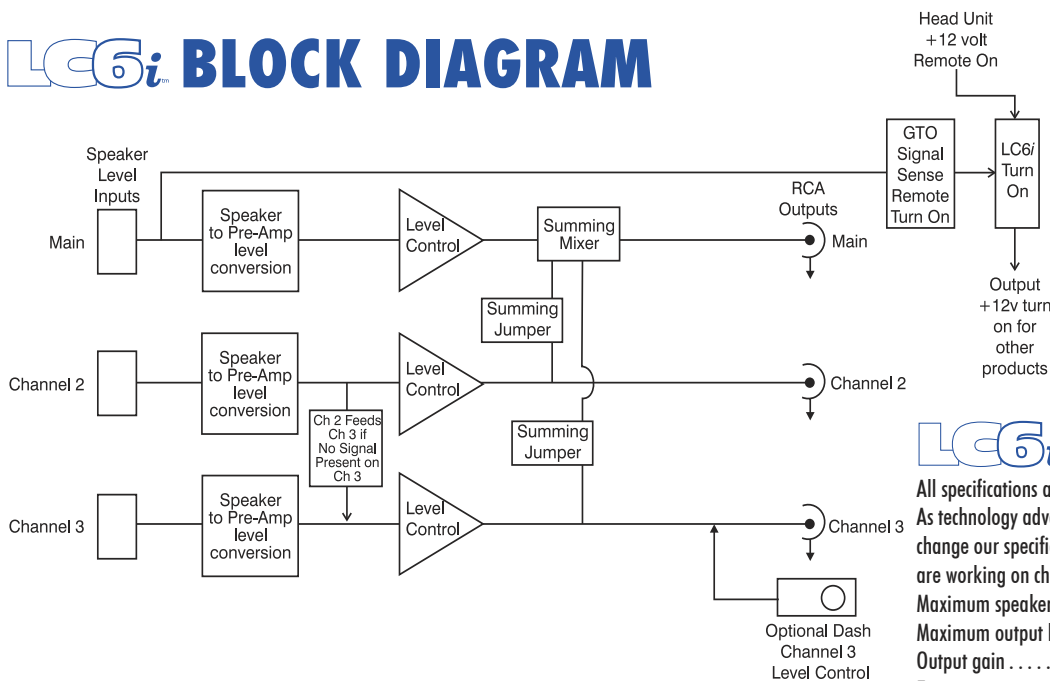 Head Unit
+12 volt
Remote On
LC6i™ BLOCK DIAGRAM
Speaker
Level
Inputs
Main
Speaker
to Pre-Amp
level
conversion
Level
Control
Summing
Mixer
RCA
Outputs
Main
GTO
Signal
Sense
Remote
Turn On
LC6i
Turn
On
Output
+12v turn
on for
other
products
Summing
Jumper
Channel 2
Speaker
to Pre-Amp
level
conversion
Level
Control
Channel 2
Ch 2 Feeds
Ch 3 if
No Signal
Present on
Ch 3
Summing
Jumper
Channel 3
Speaker
to Pre-Amp
level
conversion
Level
Control
Channel 3
Optional Dash
Channel 3
Level Control
LC6i
All specifications a
As technology adv
change our specifi
are working on ch
Maximum speaker
Maximum output
Output gain . . . . .